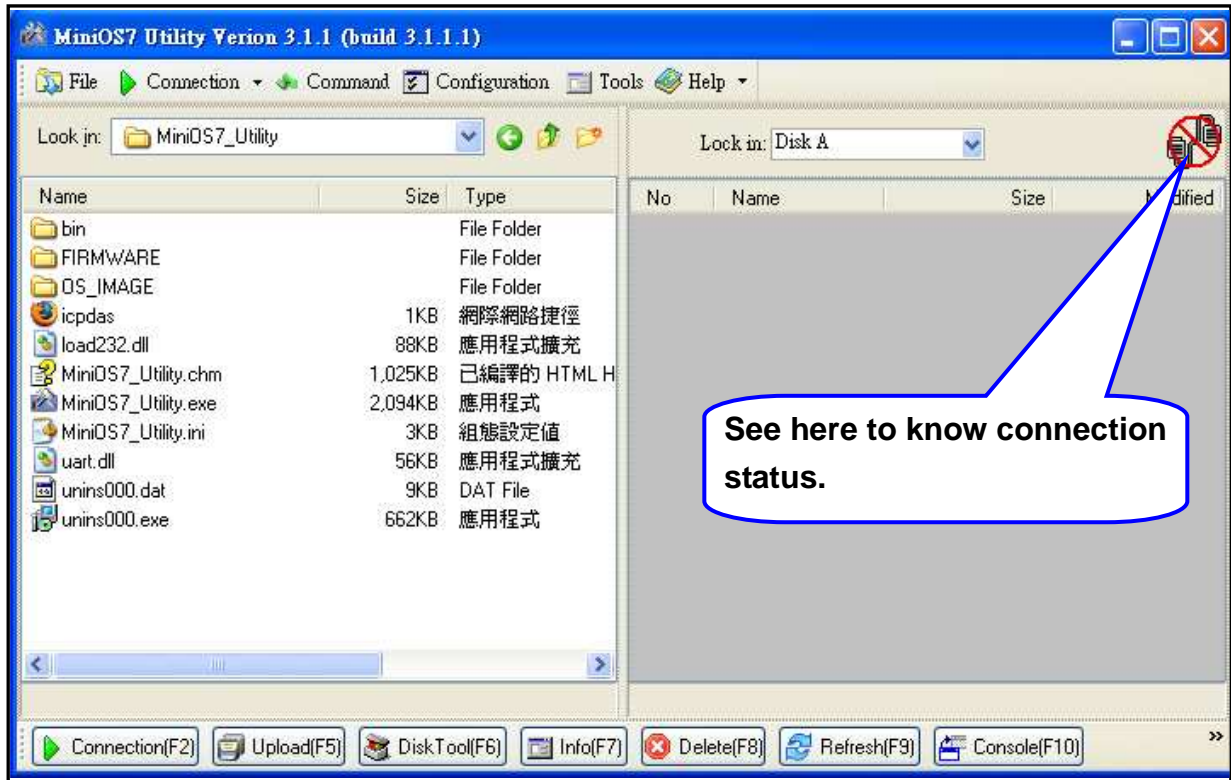 MiniOS7 Utility Verion 3.1.1 (build 3.1.1.1)
File Connection Command Configuration Tools Help
Look in: MiniOS7_Utility
Lock in: Disk A
Name Size Type
No Name Size
bin File Folder
FIRMWARE File Folder
OS_IMAGE File Folder
icpdas 1KB 網際網路捷徑
load232.dll 88KB 應用程式擴充
MiniOS7_Utility.chm 1,025KB 已編譯的 HTML H
MiniOS7_Utility.exe 2,094KB 應用程式
MiniOS7_Utility.ini 3KB 組態設定值
uart.dll 56KB 應用程式擴充
unins000.dat 9KB DAT File
unins000.exe 662KB 應用程式
See here to know connection
status.
Connection(F2) Upload(F5) DiskTool(F6) Info(F7) Delete(F8) Refresh(F9) Console(F10) »